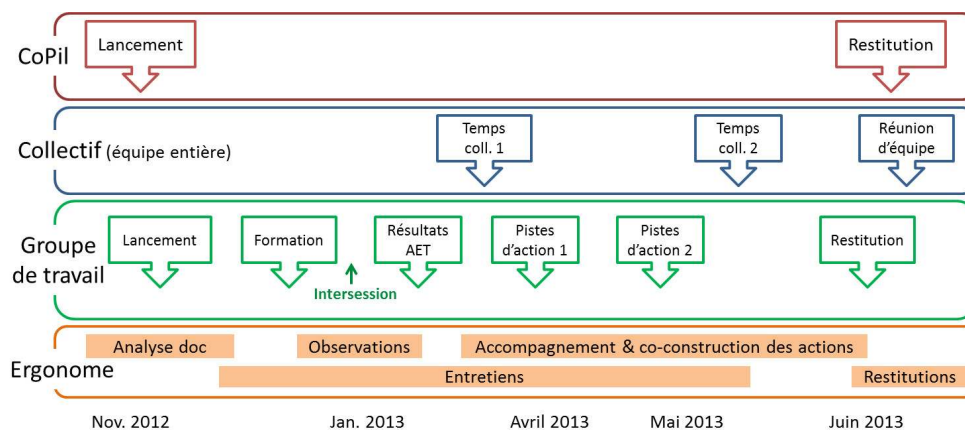 CoPil
Lancement
Restitution
Collectif (équipe entière)
Temps
coll. 1
Temps
coll. 2
Réunion
d'équipe
Groupe
de travail
Lancement
Formation
Intersession
Résultats
AET
Pistes
d'action 1
Pistes
d'action 2
Restitution
Ergonome
Analyse doc
Observations
Accompagnement & co-construction des actions
Entretiens
Restitutions
Nov. 2012
Jan. 2013
Avril 2013
Mai 2013
Juin 2013